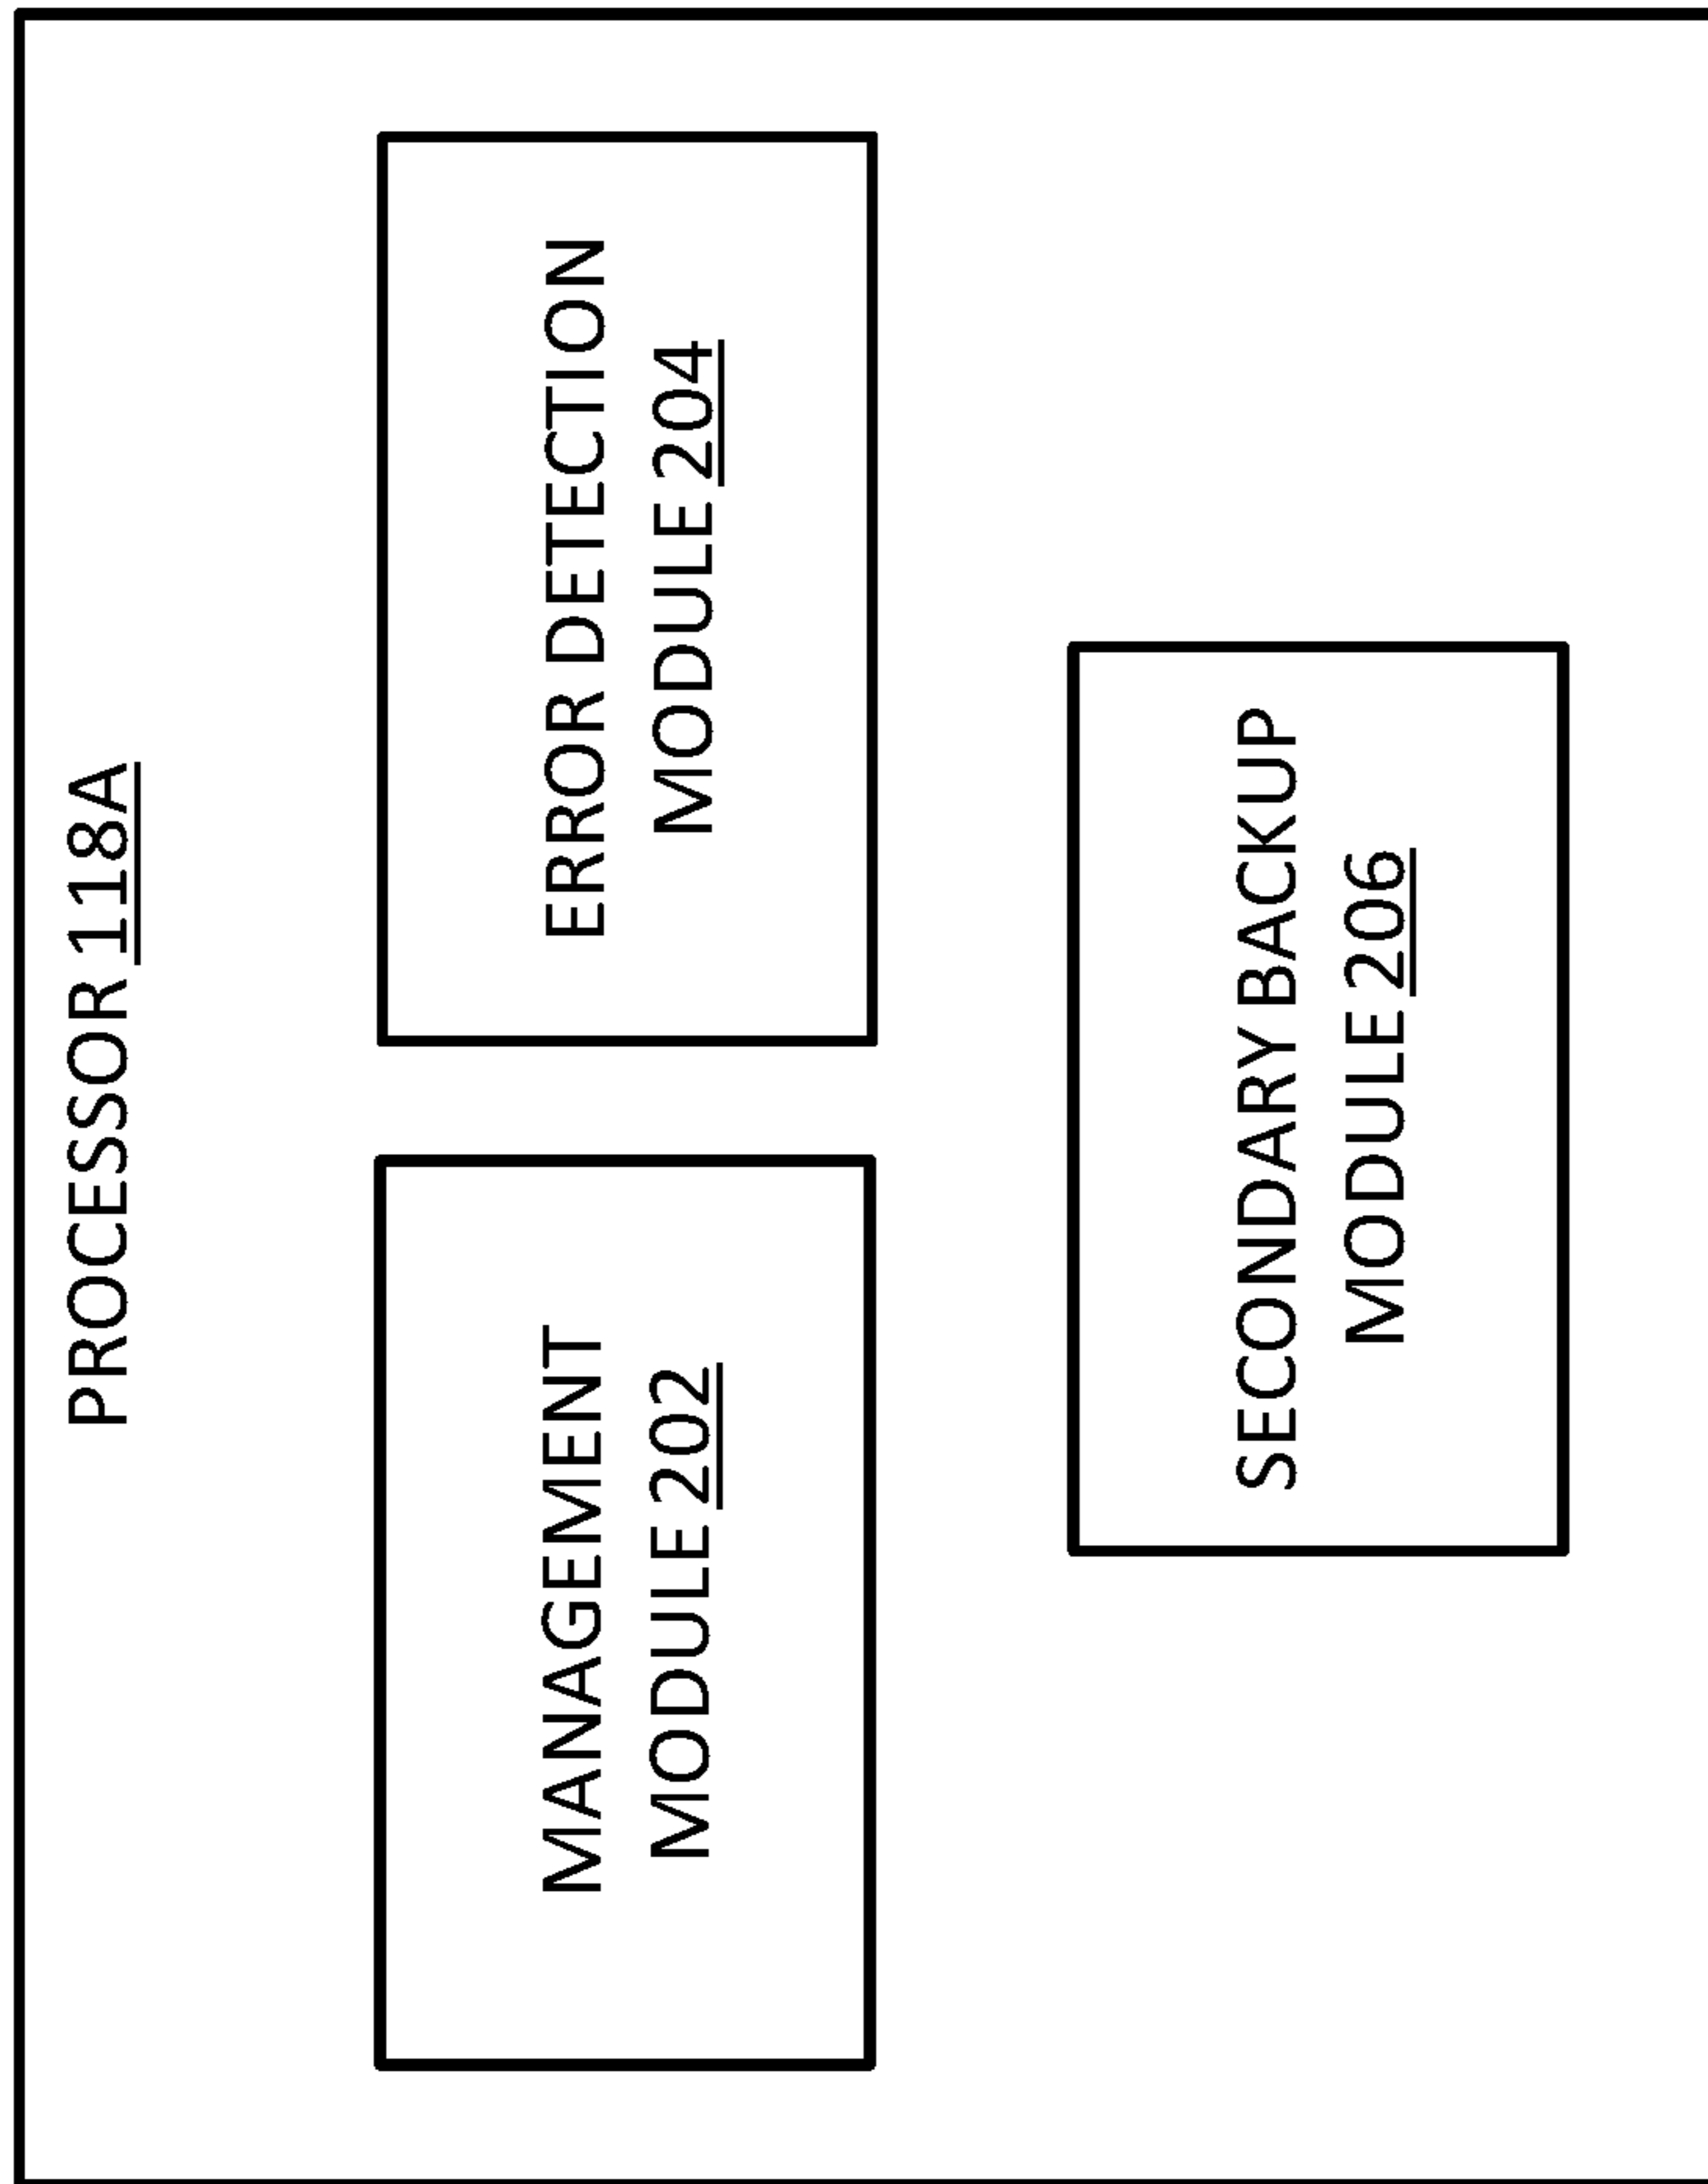 PROCESSOR 118A
MANAGEMENT
MODULE 202
ERROR DETECTION
MODULE 204
SECONDARY BACKUP
MODULE 206